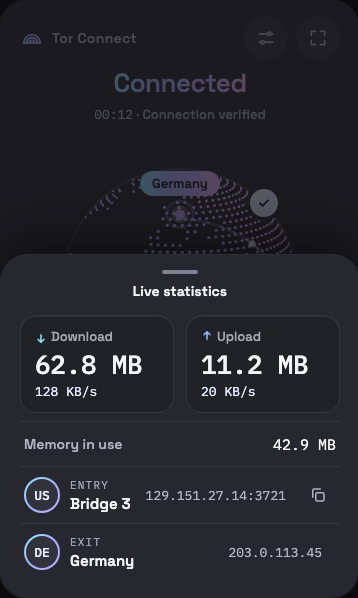 Tor Connect
Connected
00:12 · Connection verified
Germany
Live statistics
Download
62.8 MB
128 KB/s
Upload
11.2 MB
20 KB/s
Memory in use 42.9 MB
US
ENTRY
Bridge 3
129.151.27.14:3721
DE
EXIT
Germany
203.0.113.45